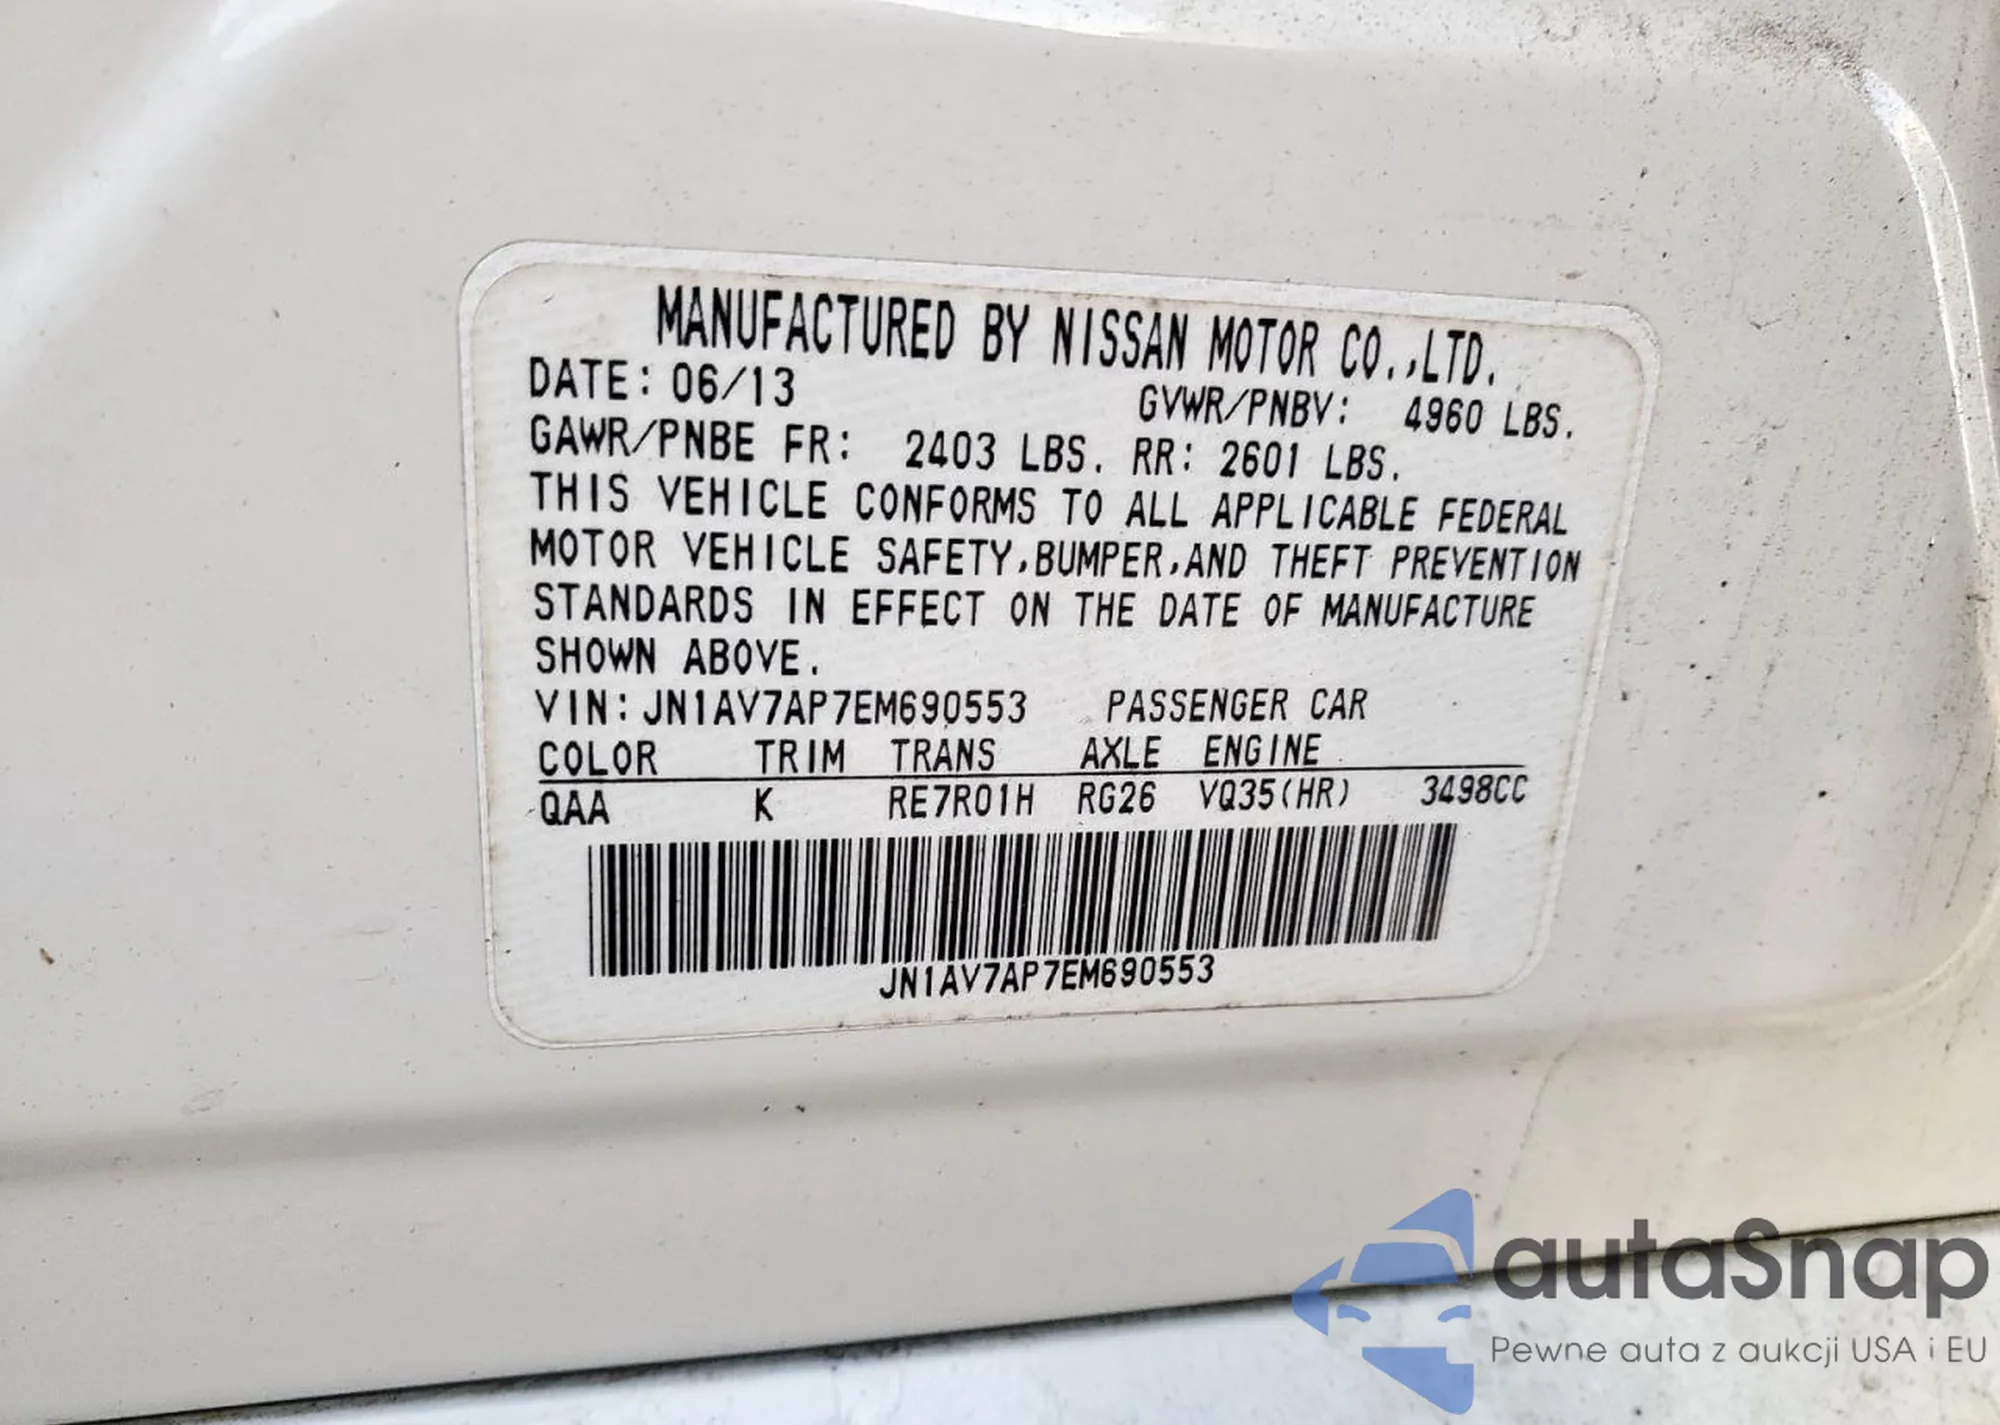 MANUFACTURED BY NISSAN MOTOR CO.,LTD.
DATE: 06/13 GVWR/PNBV: 4960 LBS.
GAWR/PNBE FR: 2403 LBS. RR: 2601 LBS.
THIS VEHICLE CONFORMS TO ALL APPLICABLE FEDERAL
MOTOR VEHICLE SAFETY,BUMPER,AND THEFT PREVENTION
STANDARDS IN EFFECT ON THE DATE OF MANUFACTURE
SHOWN ABOVE.
VIN:JN1AV7AP7EM690553 PASSENGER CAR
COLOR TRIM TRANS AXLE ENGINE
QAA K RE7R01H RG26 VQ35(HR) 3498CC
JN1AV7AP7EM690553
autaSnap
Pewne auta z aukcji USA i EU